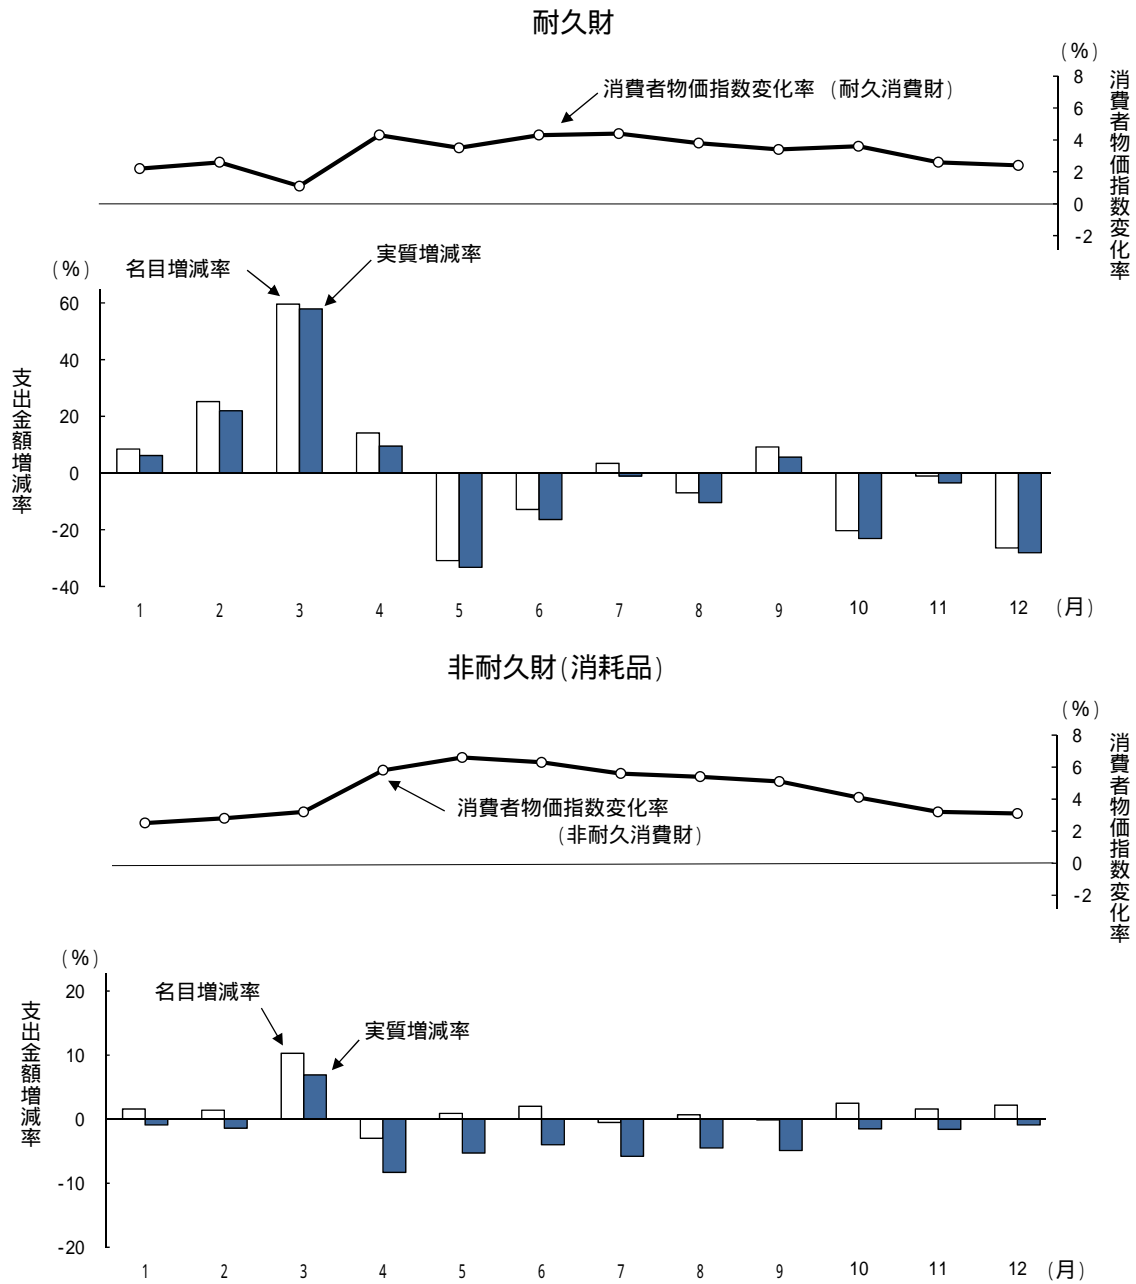 耐久財
(%)
8
6
4
2
0
-2
消費者物価指数変化率
消費者物価指数変化率 (耐久消費財)
(%)
名目増減率
実質増減率
60
40
20
0
-20
-40
支出金額増減率
1 2 3 4 5 6 7 8 9 10 11 12 (月)
非耐久財(消耗品)
(%)
8
6
4
2
0
-2
消費者物価指数変化率
消費者物価指数変化率
(非耐久消費財)
(%)
名目増減率
実質増減率
20
10
0
-10
-20
支出金額増減率
1 2 3 4 5 6 7 8 9 10 11 12 (月)